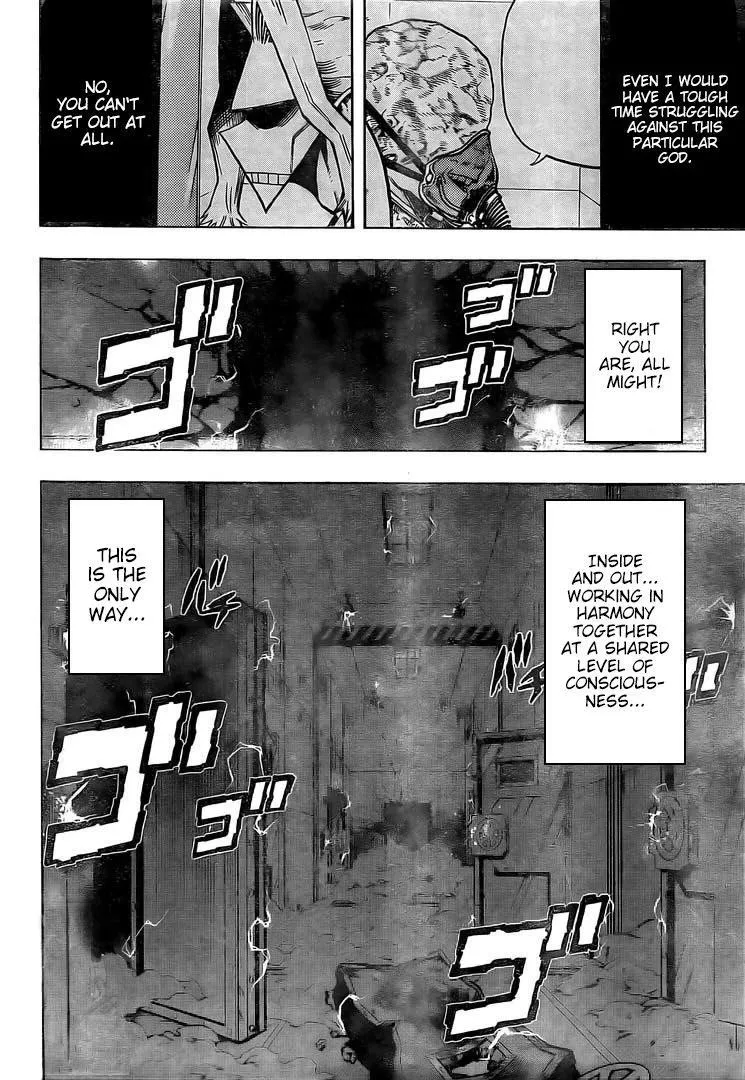 EVEN I WOULD
HAVE A TOUGH
TIME STRUGGLING
AGAINST THIS
PARTICULAR
GOD.
NO,
YOU CAN'T
GET OUT AT
ALL.
RIGHT
YOU
ARE, ALL
MIGHT!
ゴ
ゴ
ゴ
INSIDE
AND OUT...
WORKING IN
HARMONY
TOGETHER
AT A SHARED
LEVEL OF
CONSCIOUS-
NESS...
THIS
IS THE
ONLY
WAY...
バチ
バチ
ゴ
ゴ
ゴ
ゴ